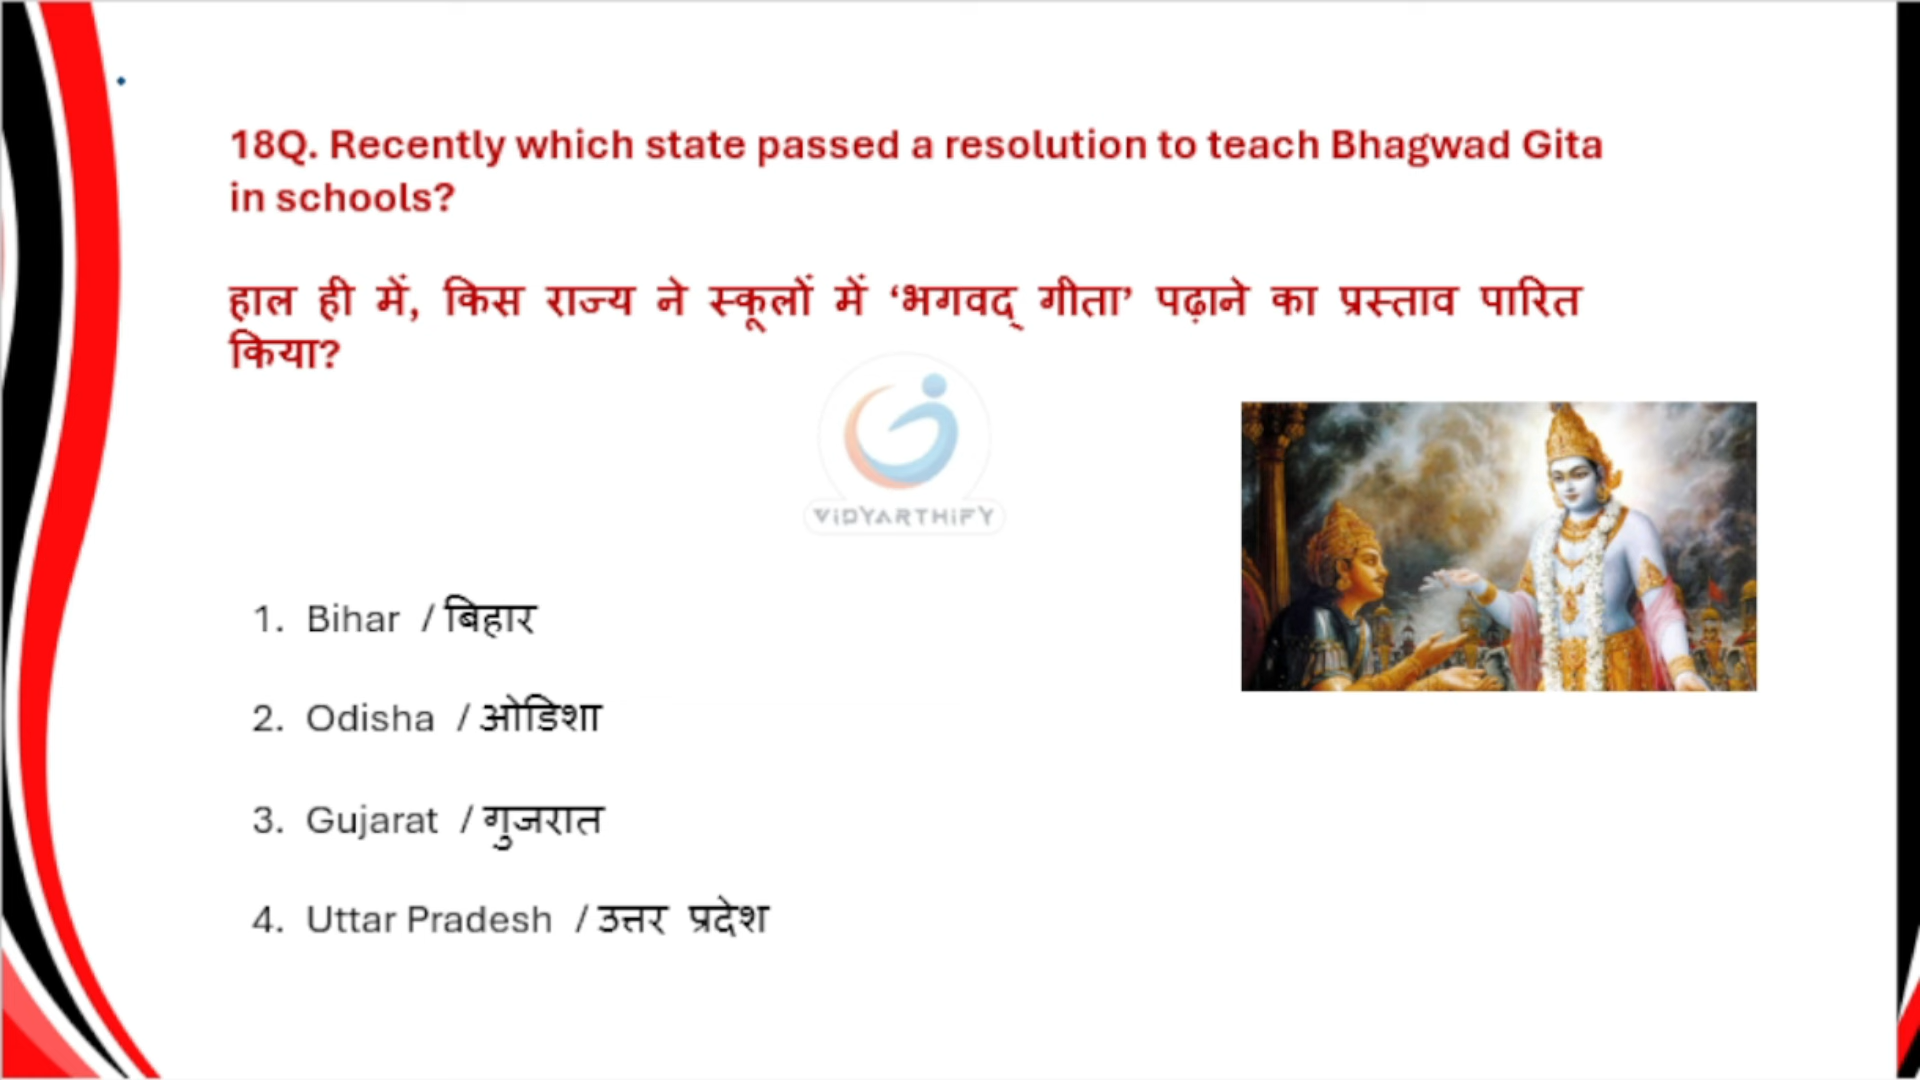 18Q. Recently which state passed a resolution to teach Bhagwad Gita
in schools?
हाल ही में, किस राज्य ने स्कूलों में ‘भगवद् गीता’ पढ़ाने का प्रस्ताव पारित
किया?
VIDYARTHIFY
1. Bihar / बिहार
2. Odisha / ओडिशा
3. Gujarat / गुजरात
4. Uttar Pradesh / उत्तर प्रदेश